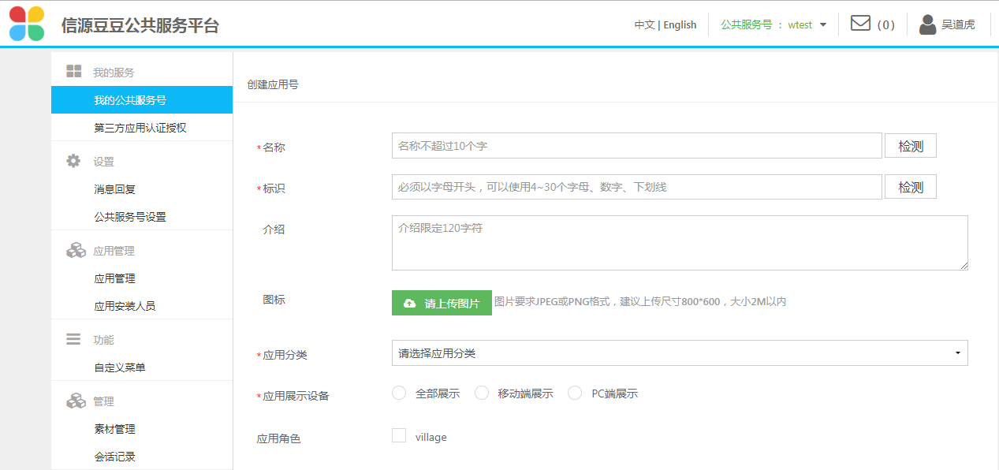 信源豆豆公共服务平台
中文 | English
公共服务号 : wtest
(0)
吴道虎
我的服务
我的公共服务号
第三方应用认证授权
设置
消息回复
公共服务号设置
应用管理
应用管理
应用安装人员
功能
自定义菜单
管理
素材管理
会话记录
创建应用号
*名称
名称不超过10个字
检测
*标识
必须以字母开头，可以使用4~30个字母、数字、下划线
检测
介绍
介绍限定120字符
图标
请上传图片
图片要求JPEG或PNG格式，建议上传尺寸800*600，大小2M以内
*应用分类
请选择应用分类
*应用展示设备
全部展示
移动端展示
PC端展示
应用角色
village